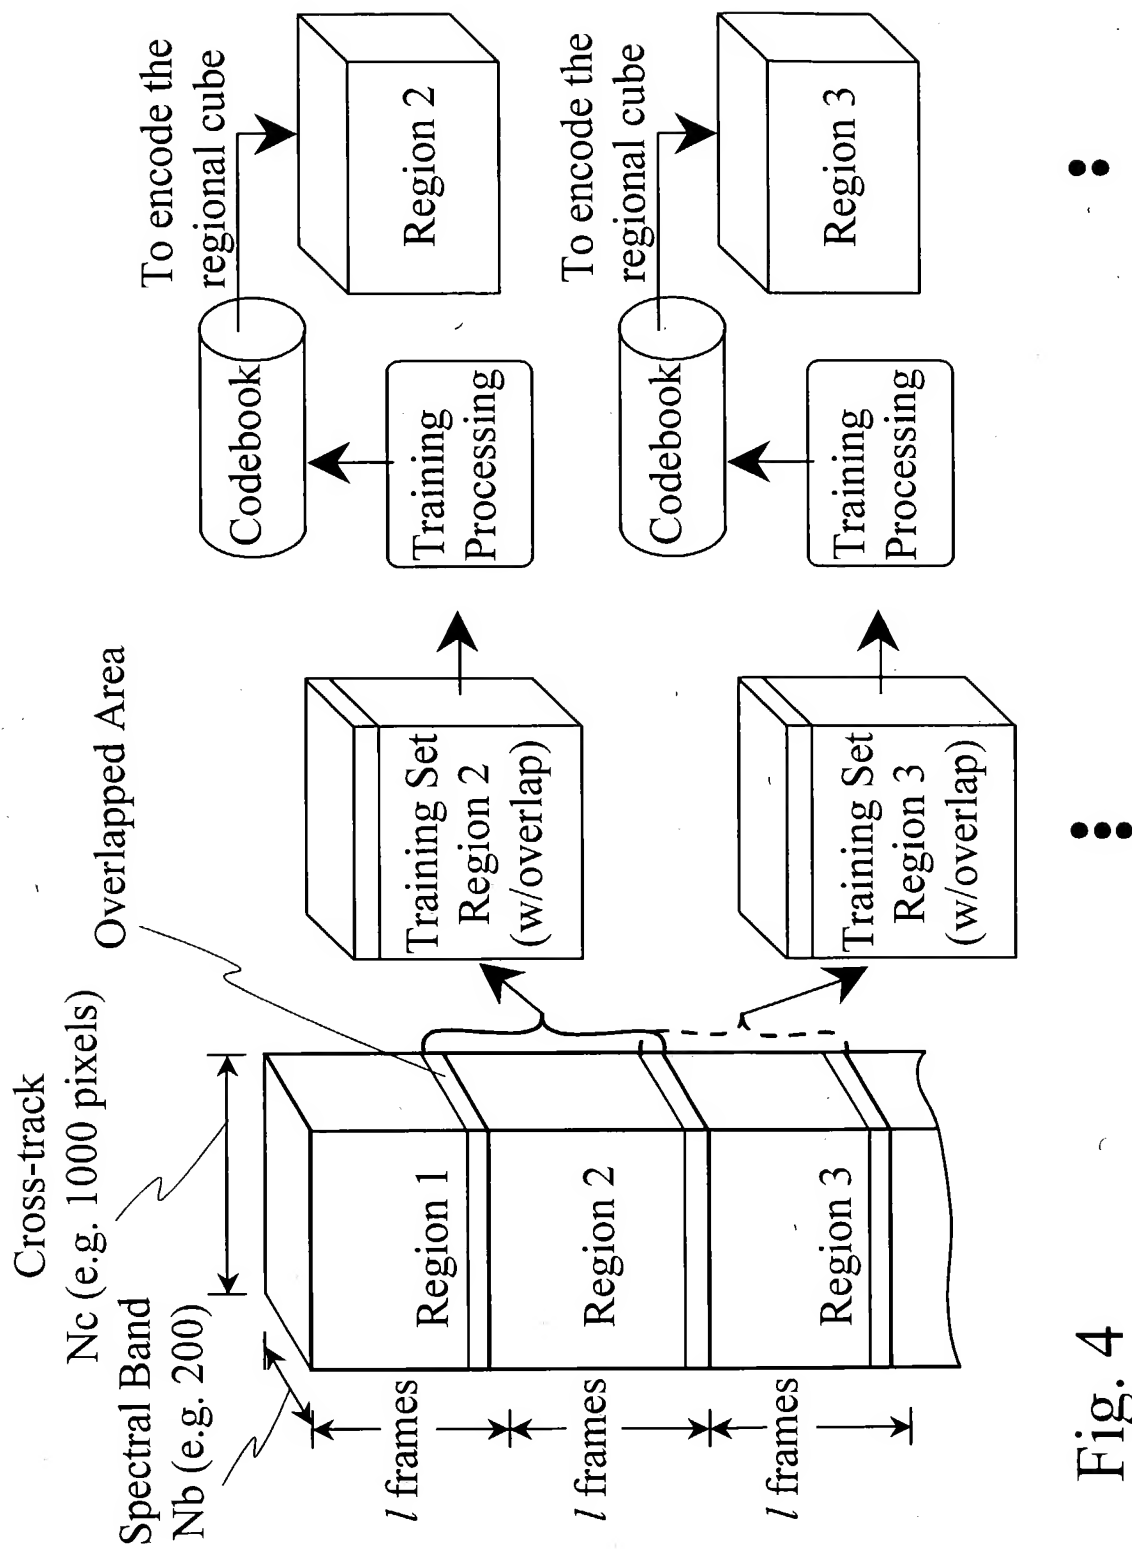 Cross-track
Nc (e.g. 1000 pixels)
Spectral Band
Nb (e.g. 200)
Overlapped Area
l frames
l frames
l frames
Region 1
Region 2
Region 3
Training Set
Region 2
(w/overlap)
Training
Processing
Codebook
To encode the
regional cube
Region 2
Training Set
Region 3
(w/overlap)
Training
Processing
Codebook
To encode the
regional cube
Region 3
Fig. 4